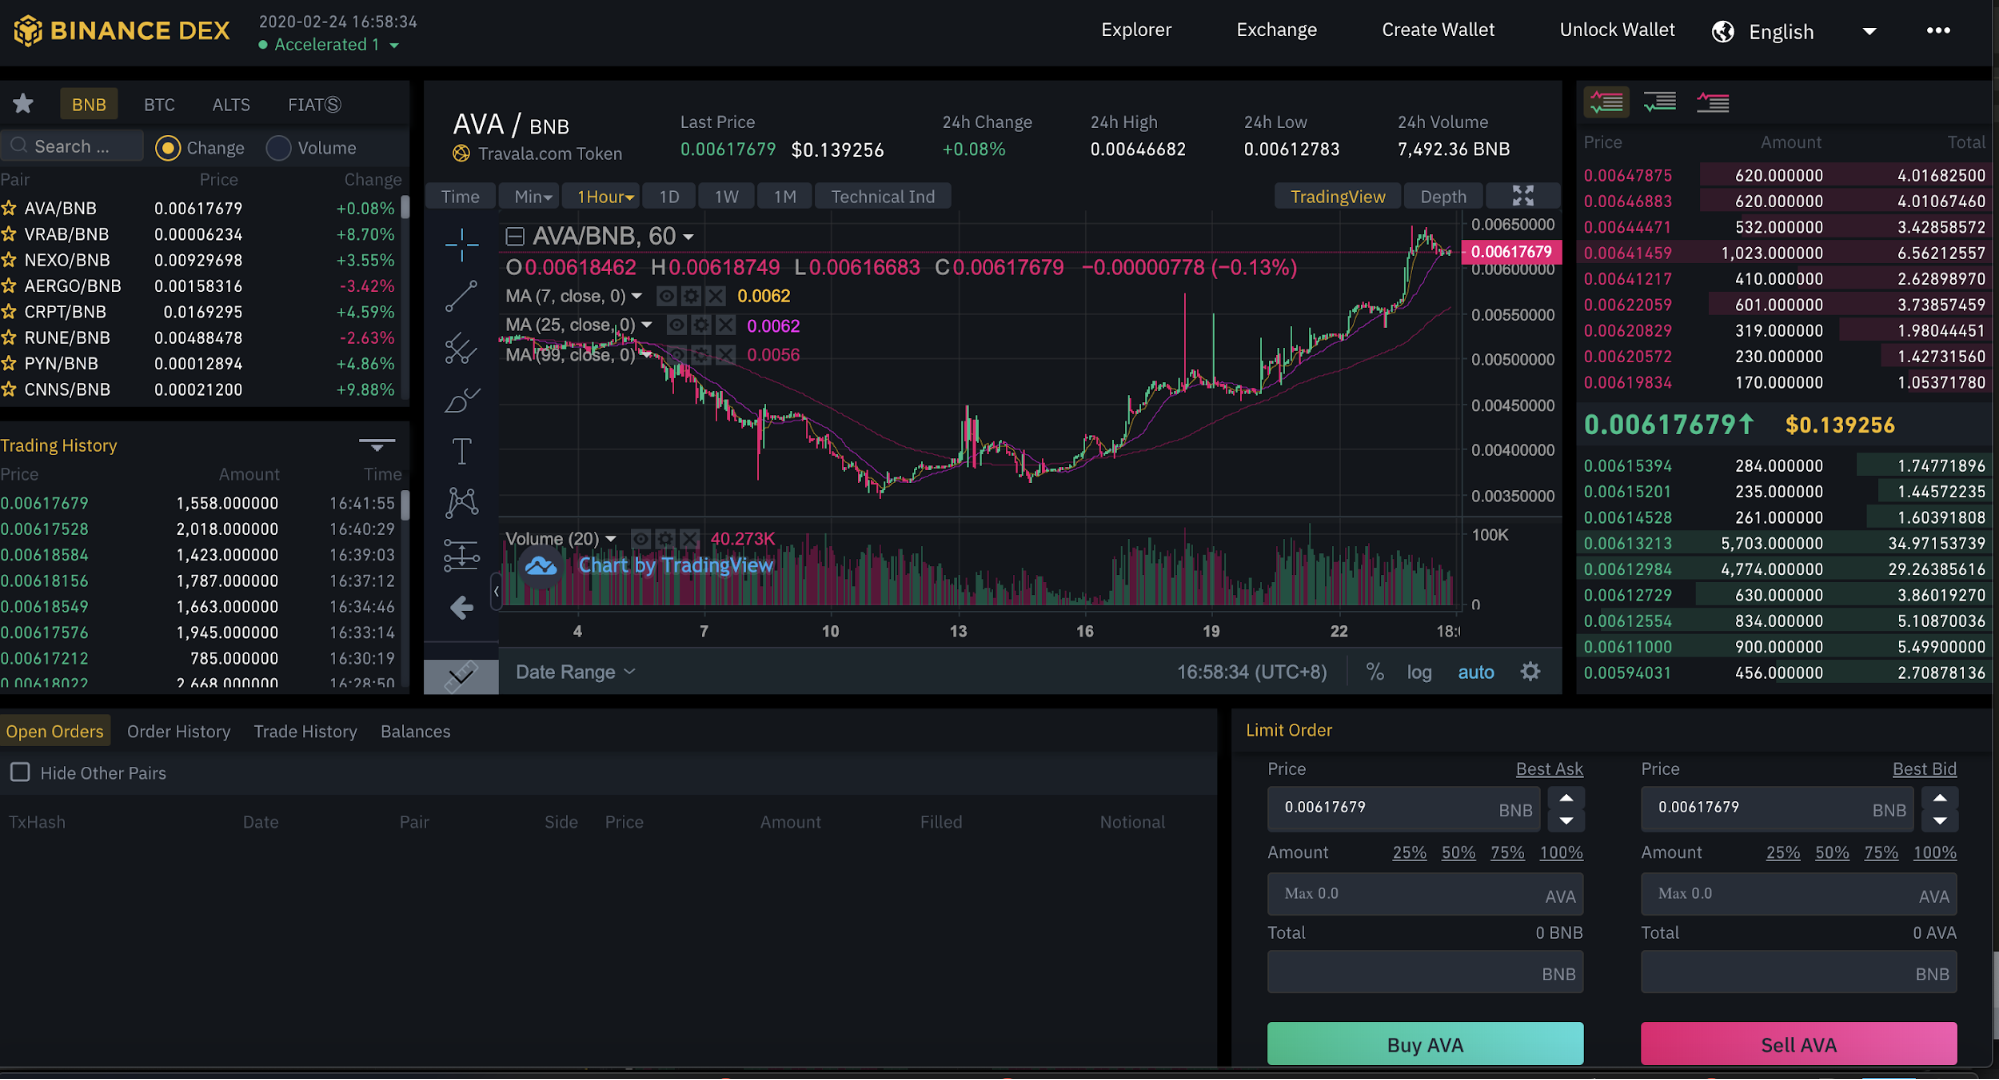 BINANCE DEX
2020-02-24 16:58:34
Accelerated 1
Explorer Exchange Create Wallet Unlock Wallet English
BNB BTC ALTS FIATⓈ
Search ... Change Volume
Pair Price Change
AVA/BNB 0.00617679 +0.08%
VRAB/BNB 0.00006234 +8.70%
NEXO/BNB 0.00929698 +3.55%
AERGO/BNB 0.00158316 -3.42%
CRPT/BNB 0.0169295 +4.59%
RUNE/BNB 0.00488478 -2.63%
PYN/BNB 0.00012894 +4.86%
CNNS/BNB 0.00021200 +9.88%
Trading History
Price Amount Time
0.00617679 1,558.000000 16:41:55
0.00617528 2,018.000000 16:40:29
0.00618584 1,423.000000 16:39:03
0.00618156 1,787.000000 16:37:12
0.00618549 1,663.000000 16:34:46
0.00617576 1,945.000000 16:33:14
0.00617212 785.000000 16:30:19
0.00618022 2,668.000000 16:28:50
AVA / BNB
Travala.com Token
Last Price
0.00617679 $0.139256
24h Change
+0.08%
24h High
0.00646682
24h Low
0.00612783
24h Volume
7,492.36 BNB
Time Min 1Hour 1D 1W 1M Technical Ind TradingView Depth
AVA/BNB, 60
O0.00618462 H0.00618749 L0.00616683 C0.00617679 −0.00000778 (−0.13%)
MA (7, close, 0) 0.0062
MA (25, close, 0) 0.0062
MA (99, close, 0) 0.0056
0.00650000
0.00617679
0.00600000
0.00550000
0.00500000
0.00450000
0.00400000
0.00350000
Volume (20) 40.273K
Chart by TradingView
100K
0
4 7 10 13 16 19 22 18:
Date Range 16:58:34 (UTC+8) % log auto
Price Amount Total
0.00647875 620.000000 4.01682500
0.00646883 620.000000 4.01067460
0.00644471 532.000000 3.42858572
0.00641459 1,023.000000 6.56212557
0.00641217 410.000000 2.62898970
0.00622059 601.000000 3.73857459
0.00620829 319.000000 1.98044451
0.00620572 230.000000 1.42731560
0.00619834 170.000000 1.05371780
0.00617679↑ $0.139256
0.00615394 284.000000 1.74771896
0.00615201 235.000000 1.44572235
0.00614528 261.000000 1.60391808
0.00613213 5,703.000000 34.97153739
0.00612984 4,774.000000 29.26385616
0.00612729 630.000000 3.86019270
0.00612554 834.000000 5.10870036
0.00611000 900.000000 5.49900000
0.00594031 456.000000 2.70878136
Open Orders Order History Trade History Balances
Hide Other Pairs
TxHash Date Pair Side Price Amount Filled Notional
Limit Order
Price Best Ask
0.00617679 BNB
Amount 25% 50% 75% 100%
Max 0.0 AVA
Total 0 BNB
BNB
Buy AVA
Price Best Bid
0.00617679 BNB
Amount 25% 50% 75% 100%
Max 0.0 AVA
Total 0 AVA
BNB
Sell AVA